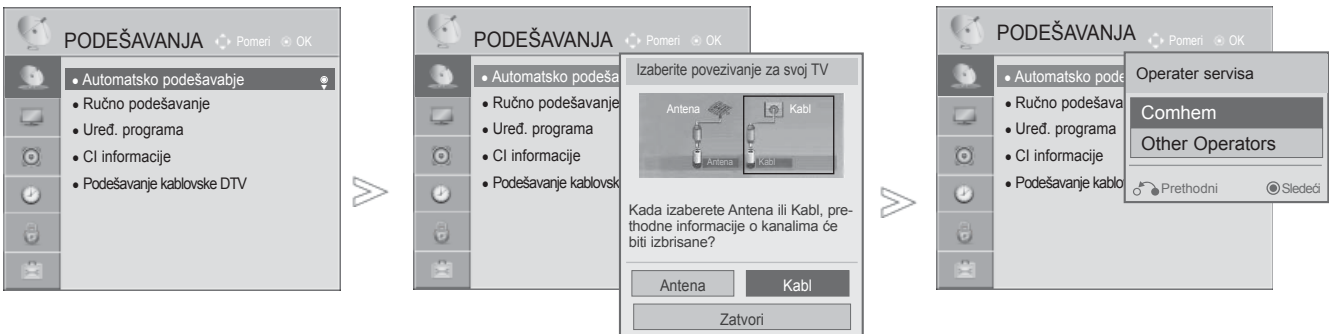 PODEŠAVANJA Pomeri OK
• Automatsko podešavabje
• Ručno podešavanje
• Uređ. programa
• CI informacije
• Podešavanje kablovske DTV
PODEŠAVANJA Pomeri OK
• Automatsko podeša
• Ručno podešavanje
• Uređ. programa
• CI informacije
• Podešavanje kablovsk
Izaberite povezivanje za svoj TV
Antena Kabl
Antena Kabl
Kada izaberete Antena ili Kabl, pre-
thodne informacije o kanalima će
biti izbrisane?
Antena Kabl
Zatvori
PODEŠAVANJA Pomeri OK
• Automatsko pode
• Ručno podešava
• Uređ. programa
• CI informacije
• Podešavanje kablo
Operater servisa
Comhem
Other Operators
Prethodni Sledeći